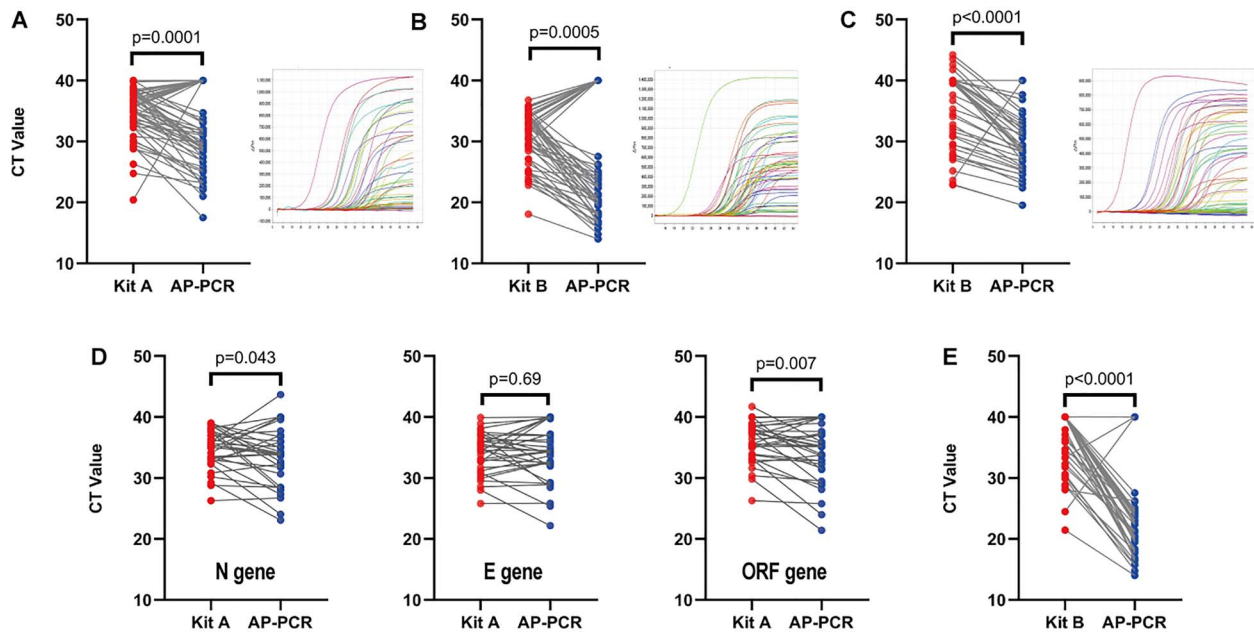 A
50
40
30
20
10
CT Value
p=0.0001
Kit A
AP-PCR
B
50
40
30
20
10
p=0.0005
Kit B
AP-PCR
C
50
40
30
20
10
p<0.0001
Kit B
AP-PCR
D
50
40
30
20
10
CT Value
p=0.043
N gene
Kit A
AP-PCR
50
40
30
20
10
p=0.69
E gene
Kit A
AP-PCR
50
40
30
20
10
p=0.007
ORF gene
Kit A
AP-PCR
E
50
40
30
20
10
CT Value
p<0.0001
Kit B
AP-PCR